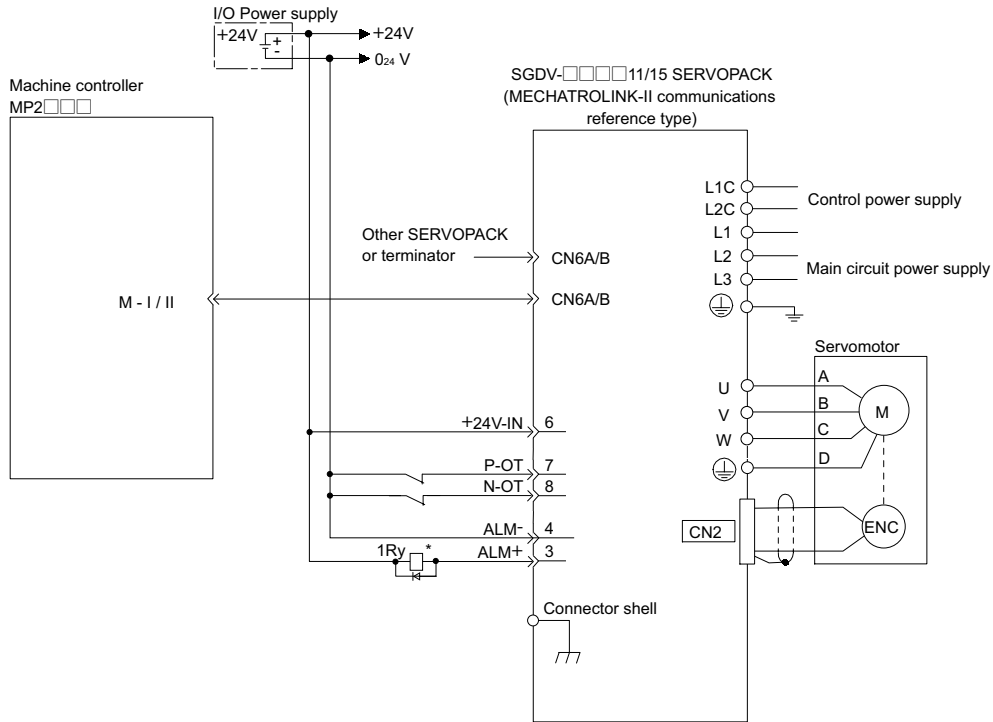 I/O Power supply
+24V
+
-
+24V
0₂₄ V
Machine controller
MP2□□□
SGDV-□□□□11/15 SERVOPACK
(MECHATROLINK-II communications
reference type)
L1C
L2C
Control power supply
L1
L2
L3
Main circuit power supply
Other SERVOPACK
or terminator
CN6A/B
M - I / II
CN6A/B
Servomotor
U
A
V
B
M
W
C
D
+24V-IN
6
P-OT
7
N-OT
8
CN2
ENC
ALM-
4
1Ry
*
ALM+
3
Connector shell